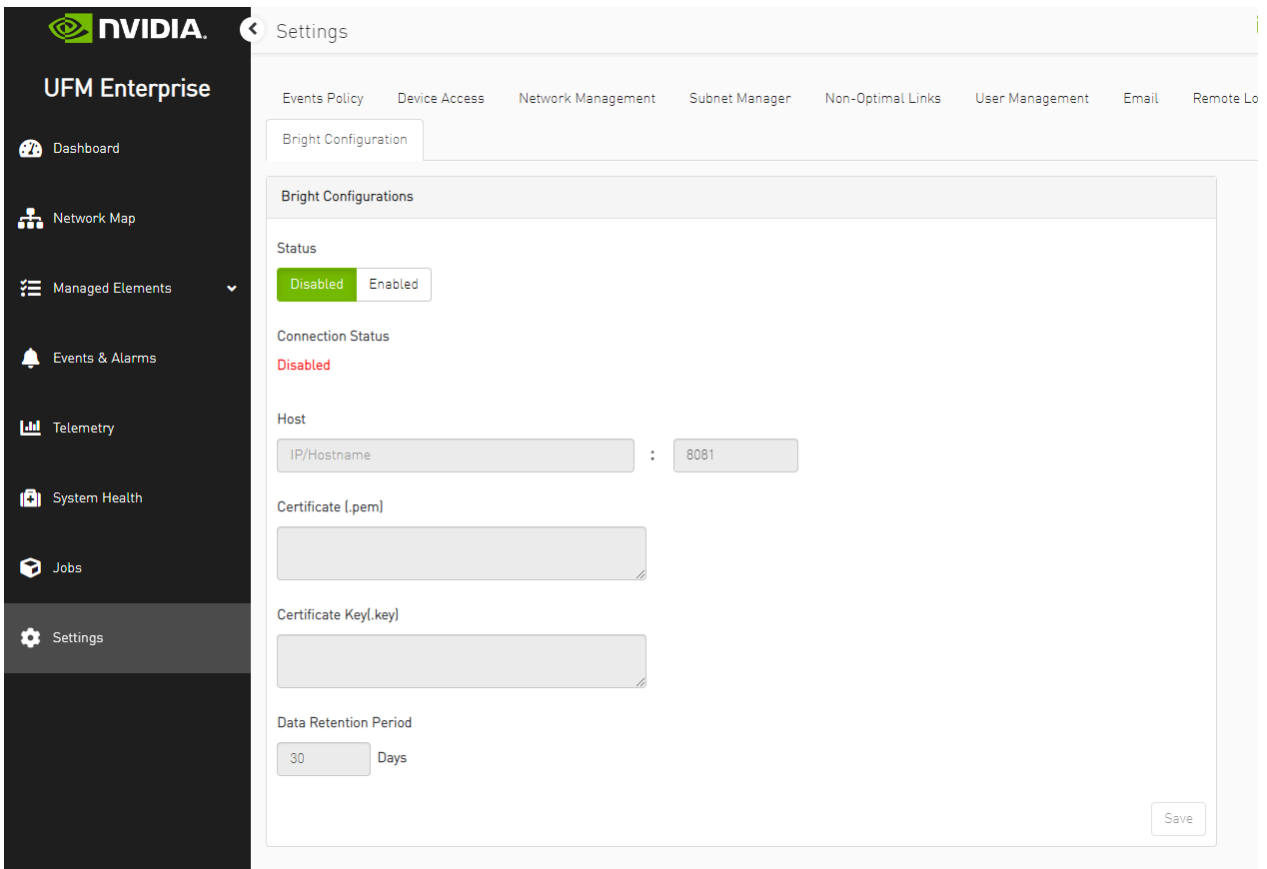 NVIDIA.
Settings
UFM Enterprise
Events Policy Device Access Network Management Subnet Manager Non-Optimal Links User Management Email Remote Lo
Bright Configuration
Dashboard
Network Map
Managed Elements
Events & Alarms
Telemetry
System Health
Jobs
Settings
Bright Configurations
Status
Disabled Enabled
Connection Status
Disabled
Host
IP/Hostname : 8081
Certificate (.pem)
Certificate Key(.key)
Data Retention Period
30 Days
Save